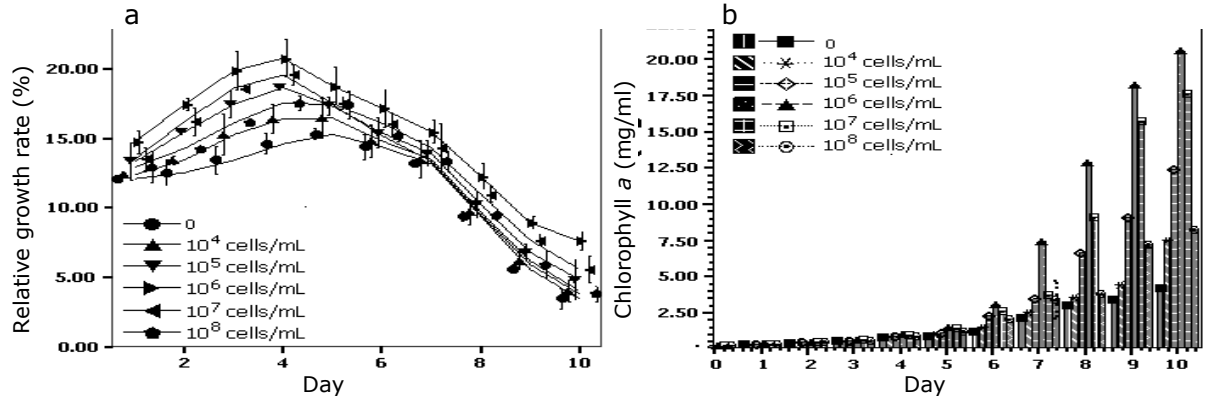 a
Relative growth rate (%)
20.00
15.00
10.00
5.00
0.00
0
10⁴ cells/mL
10⁵ cells/mL
10⁶ cells/mL
10⁷ cells/mL
10⁸ cells/mL
2 4 6 8 10
Day
b
Chlorophyll a (mg/ml)
20.00
17.50
15.00
12.50
10.00
7.50
5.00
2.50
0
10⁴ cells/mL
10⁵ cells/mL
10⁶ cells/mL
10⁷ cells/mL
10⁸ cells/mL
0 1 2 3 4 5 6 7 8 9 10
Day